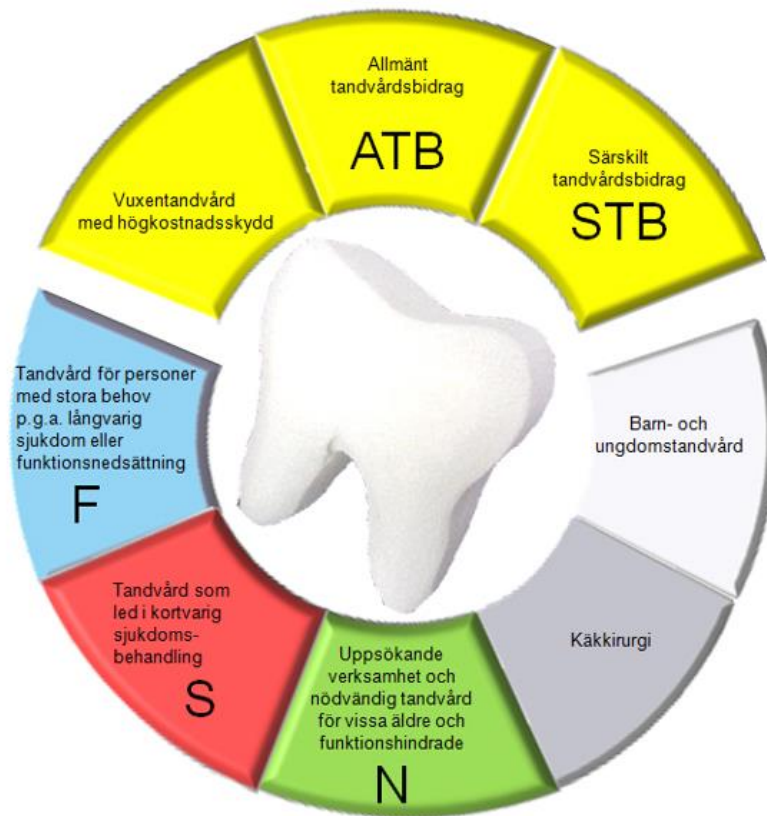 Allmänt
tandvårdsbidrag
ATB
Särskilt
tandvårdsbidrag
STB
Vuxentandvård
med högkostnadsskydd
Tandvård för personer
med stora behov
p.g.a. långvarig
sjukdom eller
funktionsnedsättning
F
Barn- och
ungdomstandvård
Tandvård som
led i kortvarig
sjukdoms-
behandling
S
Käkkirurgi
Uppsökande
verksamhet och
nödvändig tandvård
för vissa äldre och
funktionshindrade
N